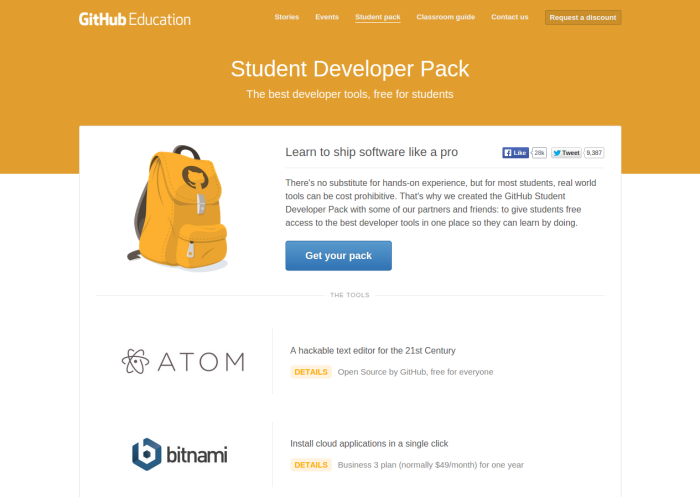 GitHub Education
Stories Events Student pack Classroom guide Contact us Request a discount
Student Developer Pack
The best developer tools, free for students
Learn to ship software like a pro
Like 28k Tweet 9,387
There's no substitute for hands-on experience, but for most students, real world
tools can be cost prohibitive. That's why we created the GitHub Student
Developer Pack with some of our partners and friends: to give students free
access to the best developer tools in one place so they can learn by doing.
Get your pack
THE TOOLS
ATOM
A hackable text editor for the 21st Century
DETAILS Open Source by GitHub, free for everyone
bitnami
Install cloud applications in a single click
DETAILS Business 3 plan (normally $49/month) for one year